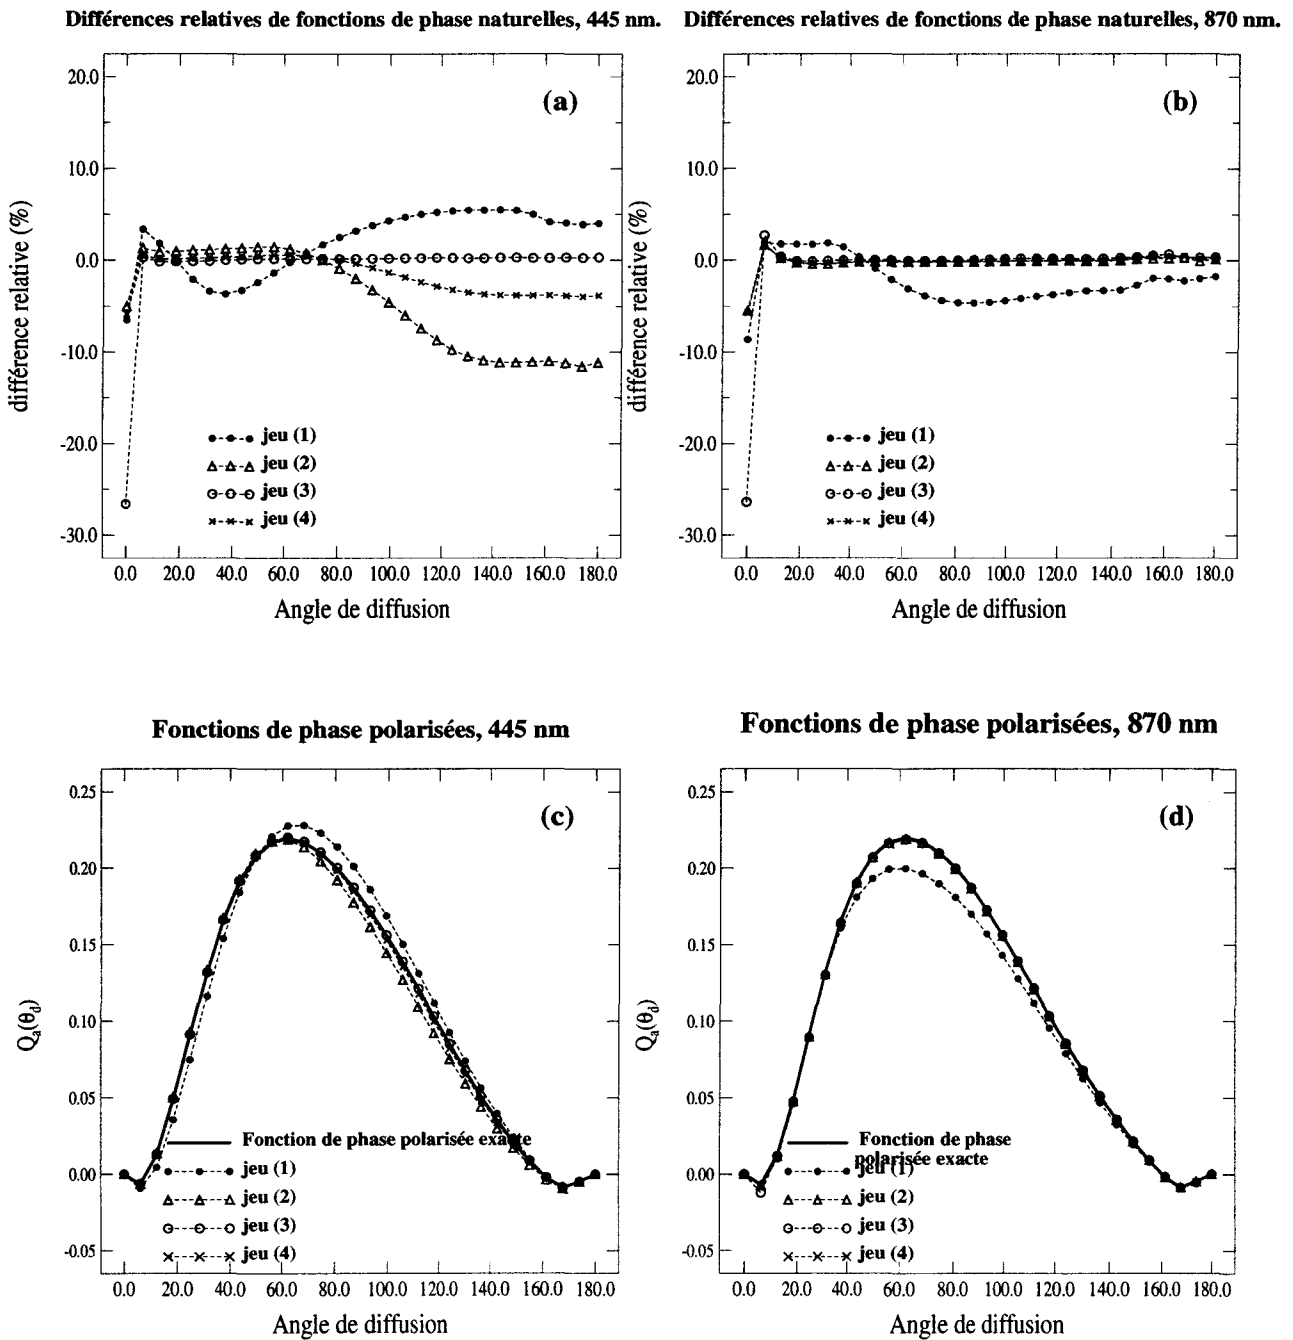 Différences relatives de fonctions de phase naturelles, 445 nm.
Différences relatives de fonctions de phase naturelles, 870 nm.
(a)
20.0
10.0
0.0
-10.0
-20.0
-30.0
différence relative (%)
jeu (1)
jeu (2)
jeu (3)
jeu (4)
0.0 20.0 40.0 60.0 80.0 100.0 120.0 140.0 160.0 180.0
Angle de diffusion
(b)
20.0
10.0
0.0
-10.0
-20.0
-30.0
différence relative (%)
jeu (1)
jeu (2)
jeu (3)
jeu (4)
0.0 20.0 40.0 60.0 80.0 100.0 120.0 140.0 160.0 180.0
Angle de diffusion
Fonctions de phase polarisées, 445 nm
(c)
0.25
0.20
0.15
0.10
0.05
0.00
-0.05
Qa(θd)
Fonction de phase polarisée exacte
jeu (1)
jeu (2)
jeu (3)
jeu (4)
0.0 20.0 40.0 60.0 80.0 100.0 120.0 140.0 160.0 180.0
Angle de diffusion
Fonctions de phase polarisées, 870 nm
(d)
0.25
0.20
0.15
0.10
0.05
0.00
-0.05
Qa(θd)
Fonction de phase
polarisée exacte
jeu (1)
jeu (2)
jeu (3)
jeu (4)
0.0 20.0 40.0 60.0 80.0 100.0 120.0 140.0 160.0 180.0
Angle de diffusion